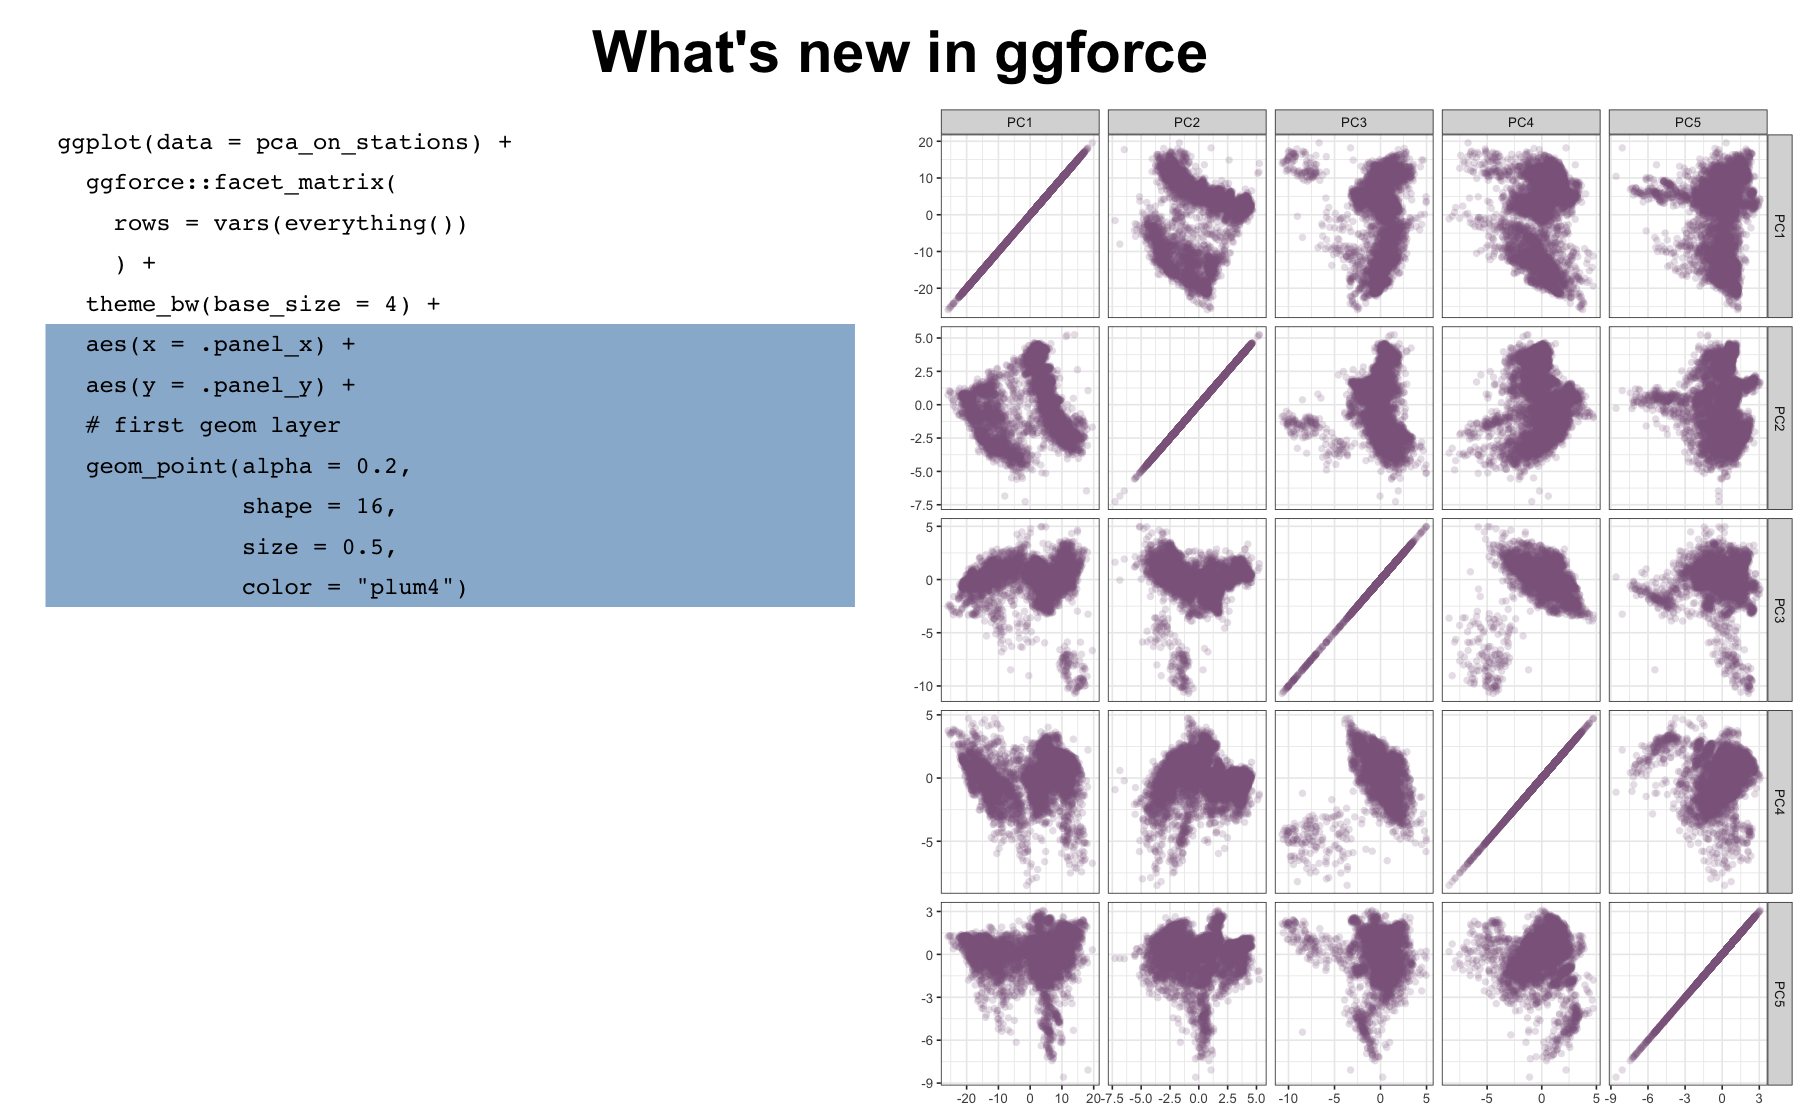 What's new in ggforce
ggplot(data = pca_on_stations) +
  ggforce::facet_matrix(
    rows = vars(everything())
    ) +
  theme_bw(base_size = 4) +
  aes(x = .panel_x) +
  aes(y = .panel_y) +
  # first geom layer
  geom_point(alpha = 0.2,
             shape = 16,
             size = 0.5,
             color = "plum4")
PC1 PC2 PC3 PC4 PC5
20
10
0
-10
-20
PC1
5.0
2.5
0.0
-2.5
-5.0
-7.5
PC2
5
0
-5
-10
PC3
5
0
-5
PC4
3
0
-3
-6
-9
PC5
-20 -10 0 10 20 -7.5 -5.0 -2.5 0.0 2.5 5.0 -10 -5 0 5 -5 0 5 -9 -6 -3 0 3